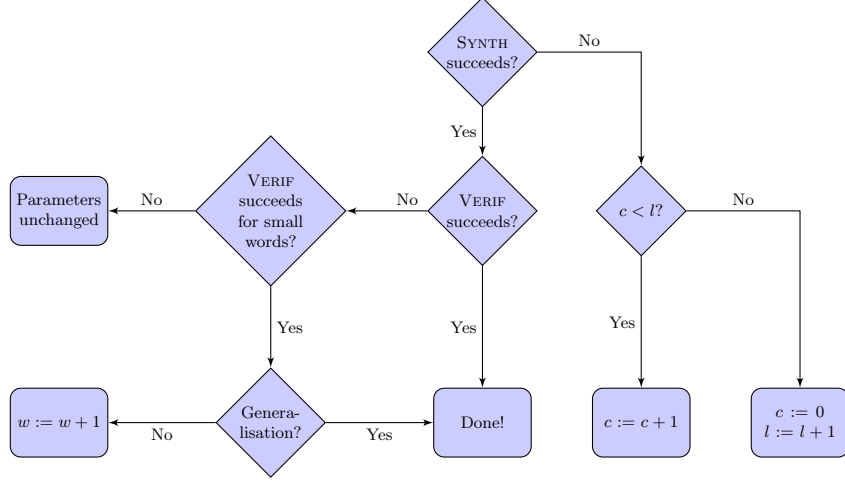 SYNTH
succeeds?
No
Yes
Parameters
unchanged
No
VERIF
succeeds
for small
words?
No
VERIF
succeeds?
c < l?
No
Yes
Yes
Yes
w := w + 1
No
Genera-
lisation?
Yes
Done!
c := c + 1
c := 0
l := l + 1